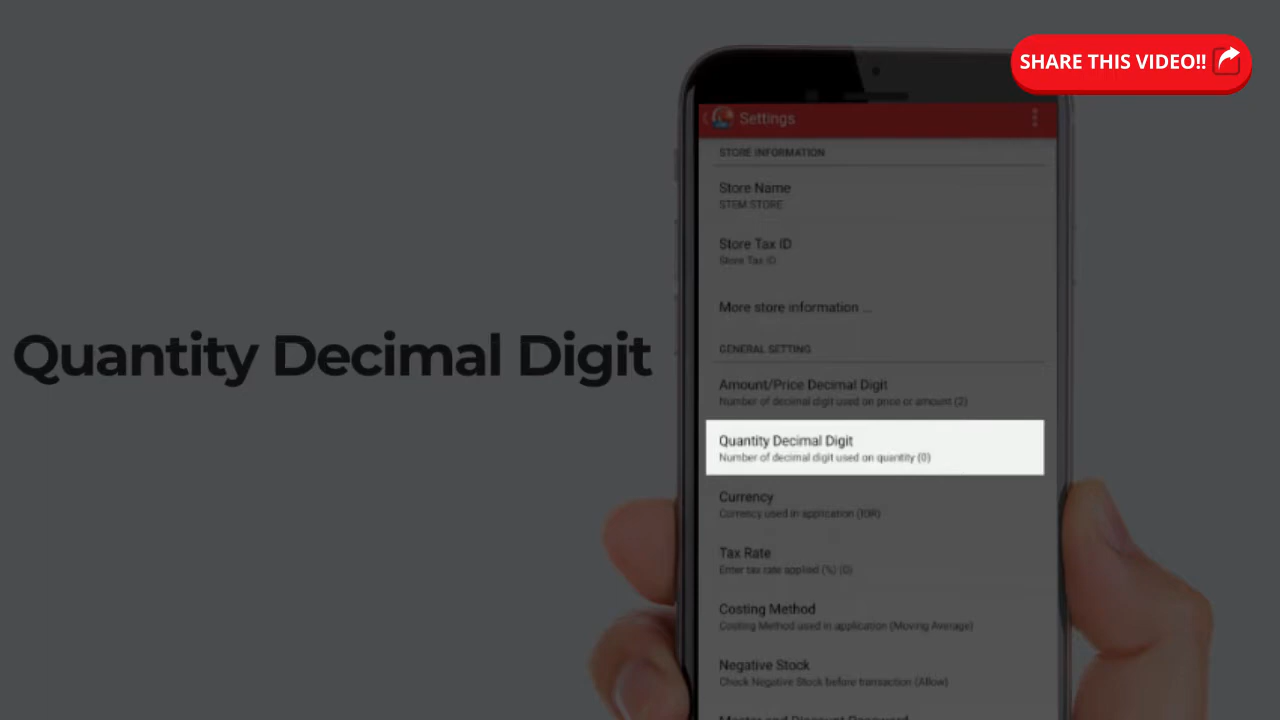 SHARE THIS VIDEO!!
Settings
STORE INFORMATION
Store Name
STEM STORE
Store Tax ID
Store Tax ID
More store information ...
GENERAL SETTING
Quantity Decimal Digit
Amount/Price Decimal Digit
Number of decimal digit used on price or amount (2)
Quantity Decimal Digit
Number of decimal digit used on quantity (0)
Currency
Currency used in application (IDR)
Tax Rate
Enter tax rate applied (%) (0)
Costing Method
Costing Method used in application (Moving Average)
Negative Stock
Check Negative Stock before transaction (Allow)